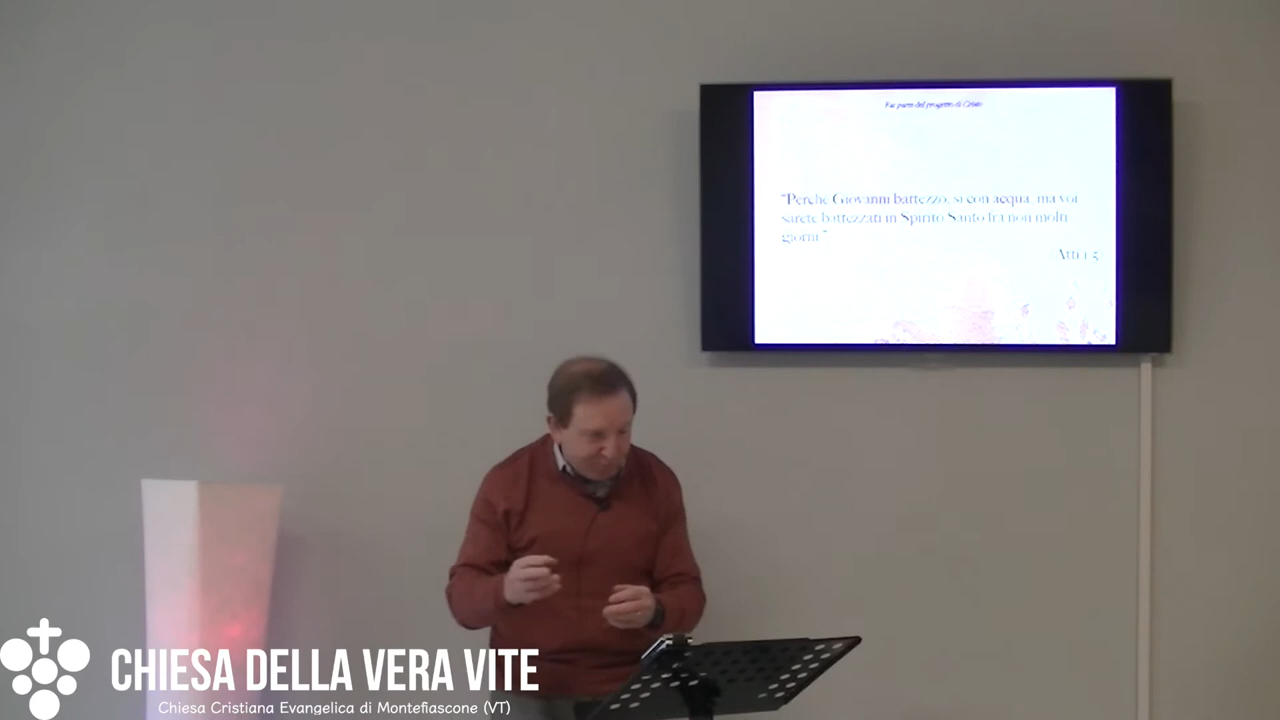 Fai parte del progetto di Cristo
"Perché Giovanni battezzò, sì con acqua, ma voi
sarete battezzati in Spirito Santo fra non molti
giorni."
Atti 1:5
CHIESA DELLA VERA VITE
Chiesa Cristiana Evangelica di Montefiascone (VT)